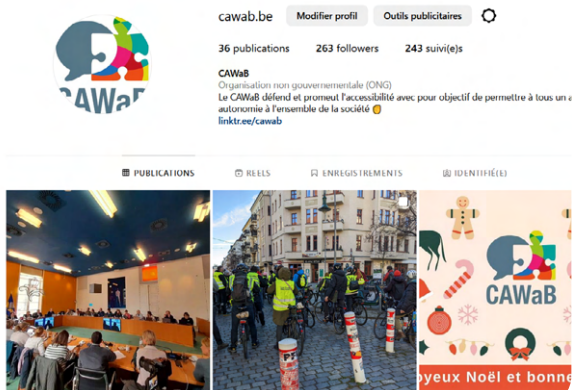 cawab.be Modifier profil Outils publicitaires
36 publications 263 followers 243 suivi(e)s
CAWaB
Organisation non gouvernementale (ONG)
Le CAWaB défend et promeut l'accessibilité avec pour objectif de permettre à tous un a
autonomie à l'ensemble de la société
linktr.ee/cawab
CAWaB
PUBLICATIONS REELS ENREGISTREMENTS IDENTIFIÉ(E)
CAWaB
oyeux Noël et bonne